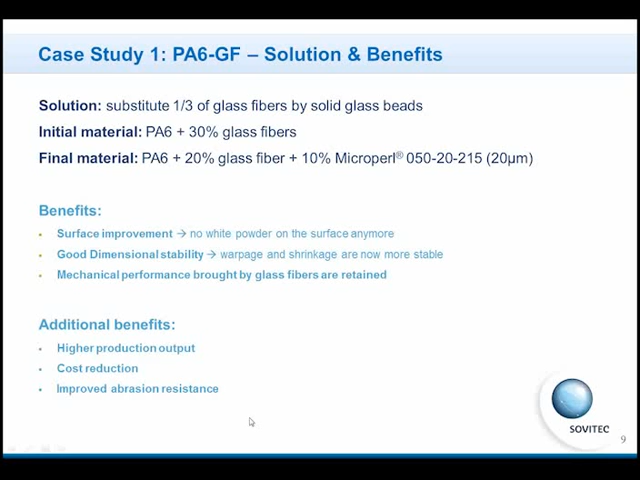 Case Study 1: PA6-GF – Solution & Benefits
Solution: substitute 1/3 of glass fibers by solid glass beads
Initial material: PA6 + 30% glass fibers
Final material: PA6 + 20% glass fiber + 10% Microperl® 050-20-215 (20µm)
Benefits:
• Surface improvement → no white powder on the surface anymore
• Good Dimensional stability → warpage and shrinkage are now more stable
• Mechanical performance brought by glass fibers are retained
Additional benefits:
• Higher production output
• Cost reduction
• Improved abrasion resistance
SOVITEC
9